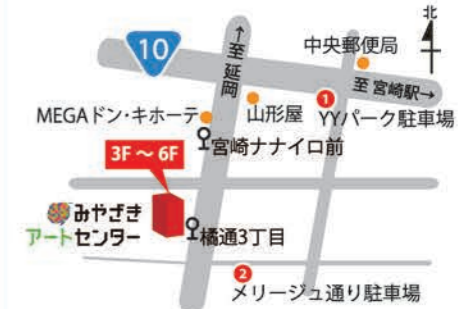 北
10
←至 延岡
中央郵便局
至 宮崎駅→
MEGAドン・キホーテ
山形屋
1
YYパーク駐車場
宮崎ナナイロ前
3F～6F
みやざき
アートセンター
橘通3丁目
2
メリージュ通り駐車場